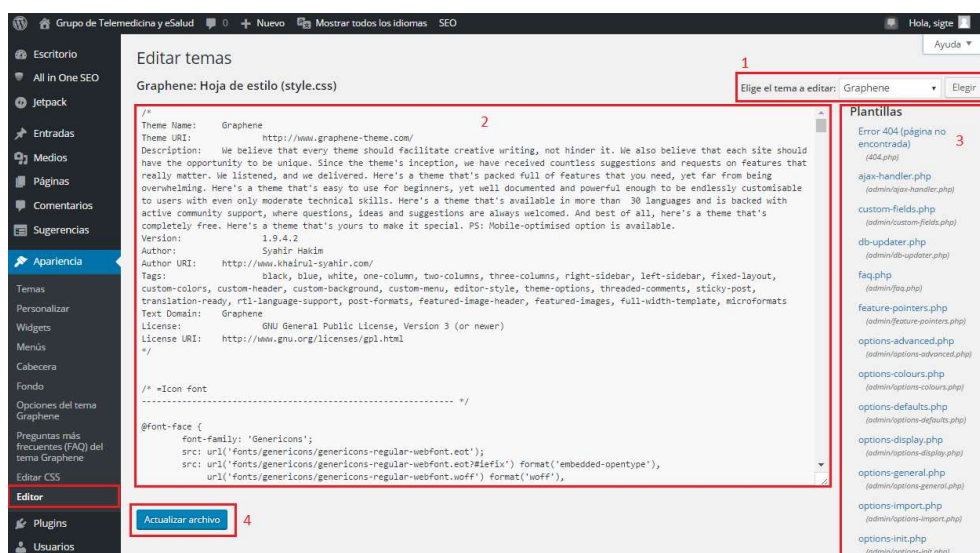 Grupo de Telemedicina y eSalud 0 + Nuevo Mostrar todos los idiomas SEO Hola, sigte
Ayuda
Escritorio
All in One SEO
Jetpack
Entradas
Medios
Páginas
Comentarios
Sugerencias
Apariencia
Temas
Personalizar
Widgets
Menús
Cabecera
Fondo
Opciones del tema
Graphene
Preguntas más
frecuentes (FAQ) del
tema Graphene
Editar CSS
Editor
Plugins
Usuarios
Editar temas
Graphene: Hoja de estilo (style.css)
1
Elige el tema a editar: Graphene Elegir
2
/*
Theme Name: Graphene
Theme URI: http://www.graphene-theme.com/
Description: We believe that every theme should facilitate creative writing, not hinder it. We also believe that each site should
have the opportunity to be unique. Since the theme's inception, we have received countless suggestions and requests on features that
really matter. We listened, and we delivered. Here's a theme that's packed full of features that you need, yet far from being
overwhelming. Here's a theme that's easy to use for beginners, yet well documented and powerful enough to be endlessly customisable
to users with even only moderate technical skills. Here's a theme that's available in more than 30 languages and is backed with
active community support, where questions, ideas and suggestions are always welcomed. And best of all, here's a theme that's
completely free. Here's a theme that's yours to make it special. PS: Mobile-optimised option is available.
Version: 1.9.4.2
Author: Syahir Hakim
Author URI: http://www.khairul-syahir.com/
Tags: black, blue, white, one-column, two-columns, three-columns, right-sidebar, left-sidebar, fixed-layout,
custom-colors, custom-header, custom-background, custom-menu, editor-style, theme-options, threaded-comments, sticky-post,
translation-ready, rtl-language-support, post-formats, featured-image-header, featured-images, full-width-template, microformats
Text Domain: Graphene
License: GNU General Public License, Version 3 (or newer)
License URI: http://www.gnu.org/licenses/gpl.html
*/
/* =Icon font
-------------------------------------------------------------- */
@font-face {
font-family: 'Genericons';
src: url('fonts/genericons/genericons-regular-webfont.eot');
src: url('fonts/genericons/genericons-regular-webfont.eot?#iefix') format('embedded-opentype'),
url('fonts/genericons/genericons-regular-webfont.woff') format('woff'),
Actualizar archivo
4
Plantillas
3
Error 404 (página no
encontrada)
(404.php)
ajax-handler.php
(admin/ajax-handler.php)
custom-fields.php
(admin/custom-fields.php)
db-updater.php
(admin/db-updater.php)
faq.php
(admin/faq.php)
feature-pointers.php
(admin/feature-pointers.php)
options-advanced.php
(admin/options-advanced.php)
options-colours.php
(admin/options-colours.php)
options-defaults.php
(admin/options-defaults.php)
options-display.php
(admin/options-display.php)
options-general.php
(admin/options-general.php)
options-import.php
(admin/options-import.php)
options-init.php
(admin/options-init.php)